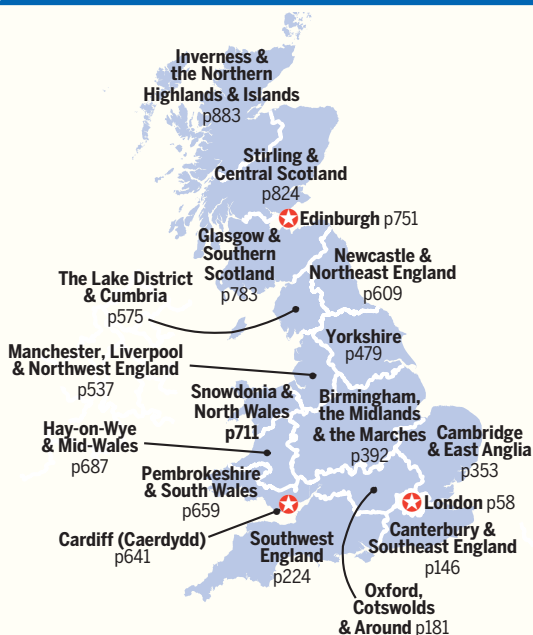 Inverness &
the Northern
Highlands & Islands
p883
Stirling &
Central Scotland
p824
Edinburgh p751
Glasgow &
Southern
Scotland
p783
Newcastle &
Northeast England
p609
The Lake District
& Cumbria
p575
Yorkshire
p479
Manchester, Liverpool
& Northwest England
p537
Snowdonia &
North Wales
p711
Birmingham,
the Midlands
& the Marches
p392
Hay-on-Wye
& Mid-Wales
p687
Cambridge
& East Anglia
p353
Pembrokeshire
& South Wales
p659
London p58
Cardiff (Caerdydd)
p641
Southwest
England
p224
Canterbury &
Southeast England
p146
Oxford,
Cotswolds
& Around p181